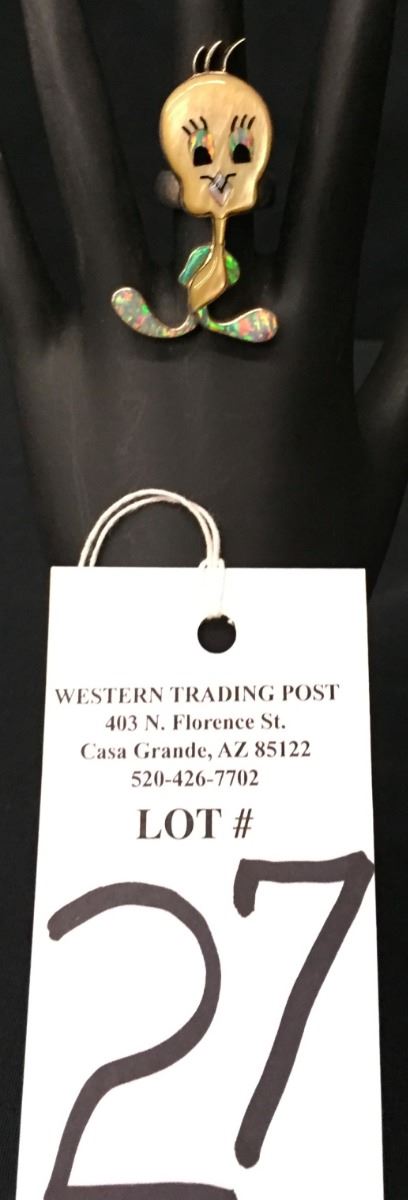 WESTERN TRADING POST
403 N. Florence St.
Casa Grande, AZ 85122
520-426-7702
LOT #
27